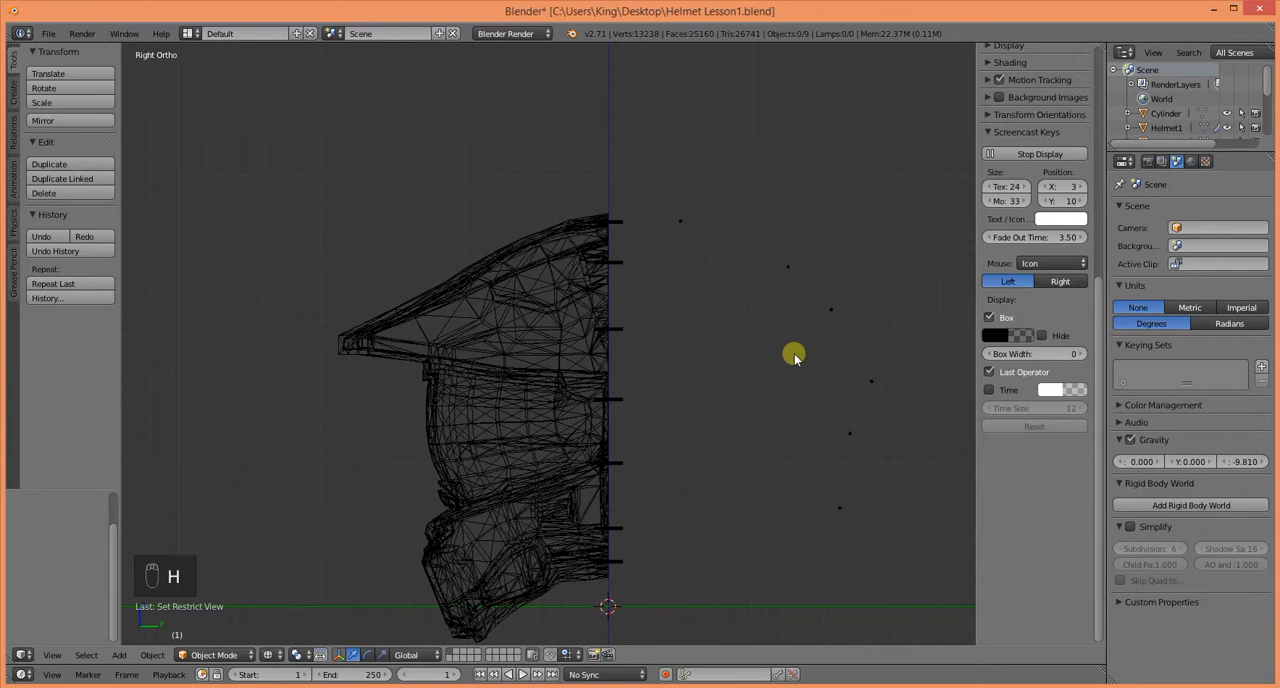 Blender* [C:\Users\King\Desktop\Helmet Lesson1.blend]
File Render Window Help Default Scene Blender Render v2.71 | Verts:13238 | Faces:25160 | Tris:26741 | Objects:0/9 | Lamps:0/0 | Mem:22.37M (0.11M)
Right Ortho
Tools
Create
Relations
Animation
Physics
Grease Pencil
Transform
Translate
Rotate
Scale
Mirror
Edit
Duplicate
Duplicate Linked
Delete
History
Undo Redo
Undo History
Repeat:
Repeat Last
History...
H
Last: Set Restrict View
y
(1)
Display
Shading
Motion Tracking
Background Images
Transform Orientations
Screencast Keys
Stop Display
Size: Position:
Tex: 24 X: 3
Mo: 33 Y: 10
Text / Icon ...
Fade Out Time: 3.50
Mouse: Icon
Left Right
Display:
Box
Hide
Box Width: 0
Last Operator
Time
Time Size: 12
Reset
View Search All Scenes
Scene
RenderLayers
World
Cylinder
Helmet1
Scene
Scene
Camera:
Backgrou...
Active Clip:
Units
None Metric Imperial
Degrees Radians
Keying Sets
Color Management
Audio
Gravity
: 0.000 Y: 0.000 : -9.810
Rigid Body World
Add Rigid Body World
Simplify
Subdivision: 6 Shadow Sa:16
Child Pa:1.000 AO and :1.000
Skip Quad to...
Custom Properties
View Select Add Object Object Mode Global
View Marker Frame Playback Start: 1 End: 250 1 No Sync